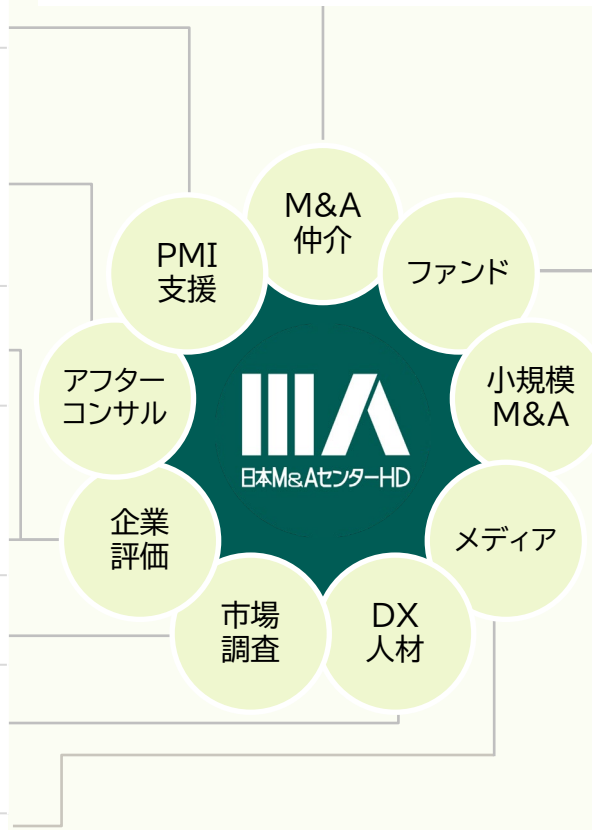 M&A
仲介
PMI
支援
ファンド
アフター
コンサル
小規模
M&A
日本M&AセンターHD
企業
評価
メディア
市場
調査
DX
人材